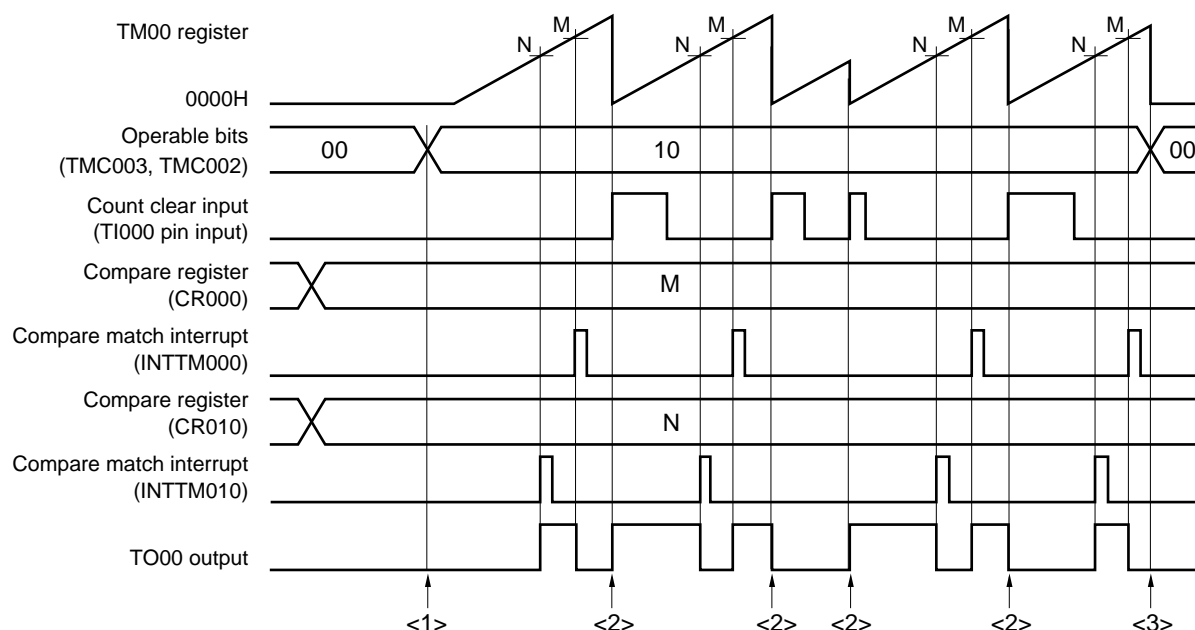 TM00 register
N M N M N M N M
0000H
Operable bits
(TMC003, TMC002)
00 10 00
Count clear input
(TI000 pin input)
Compare register
(CR000)
M
Compare match interrupt
(INTTM000)
Compare register
(CR010)
N
Compare match interrupt
(INTTM010)
TO00 output
<1> <2> <2> <2> <2> <3>